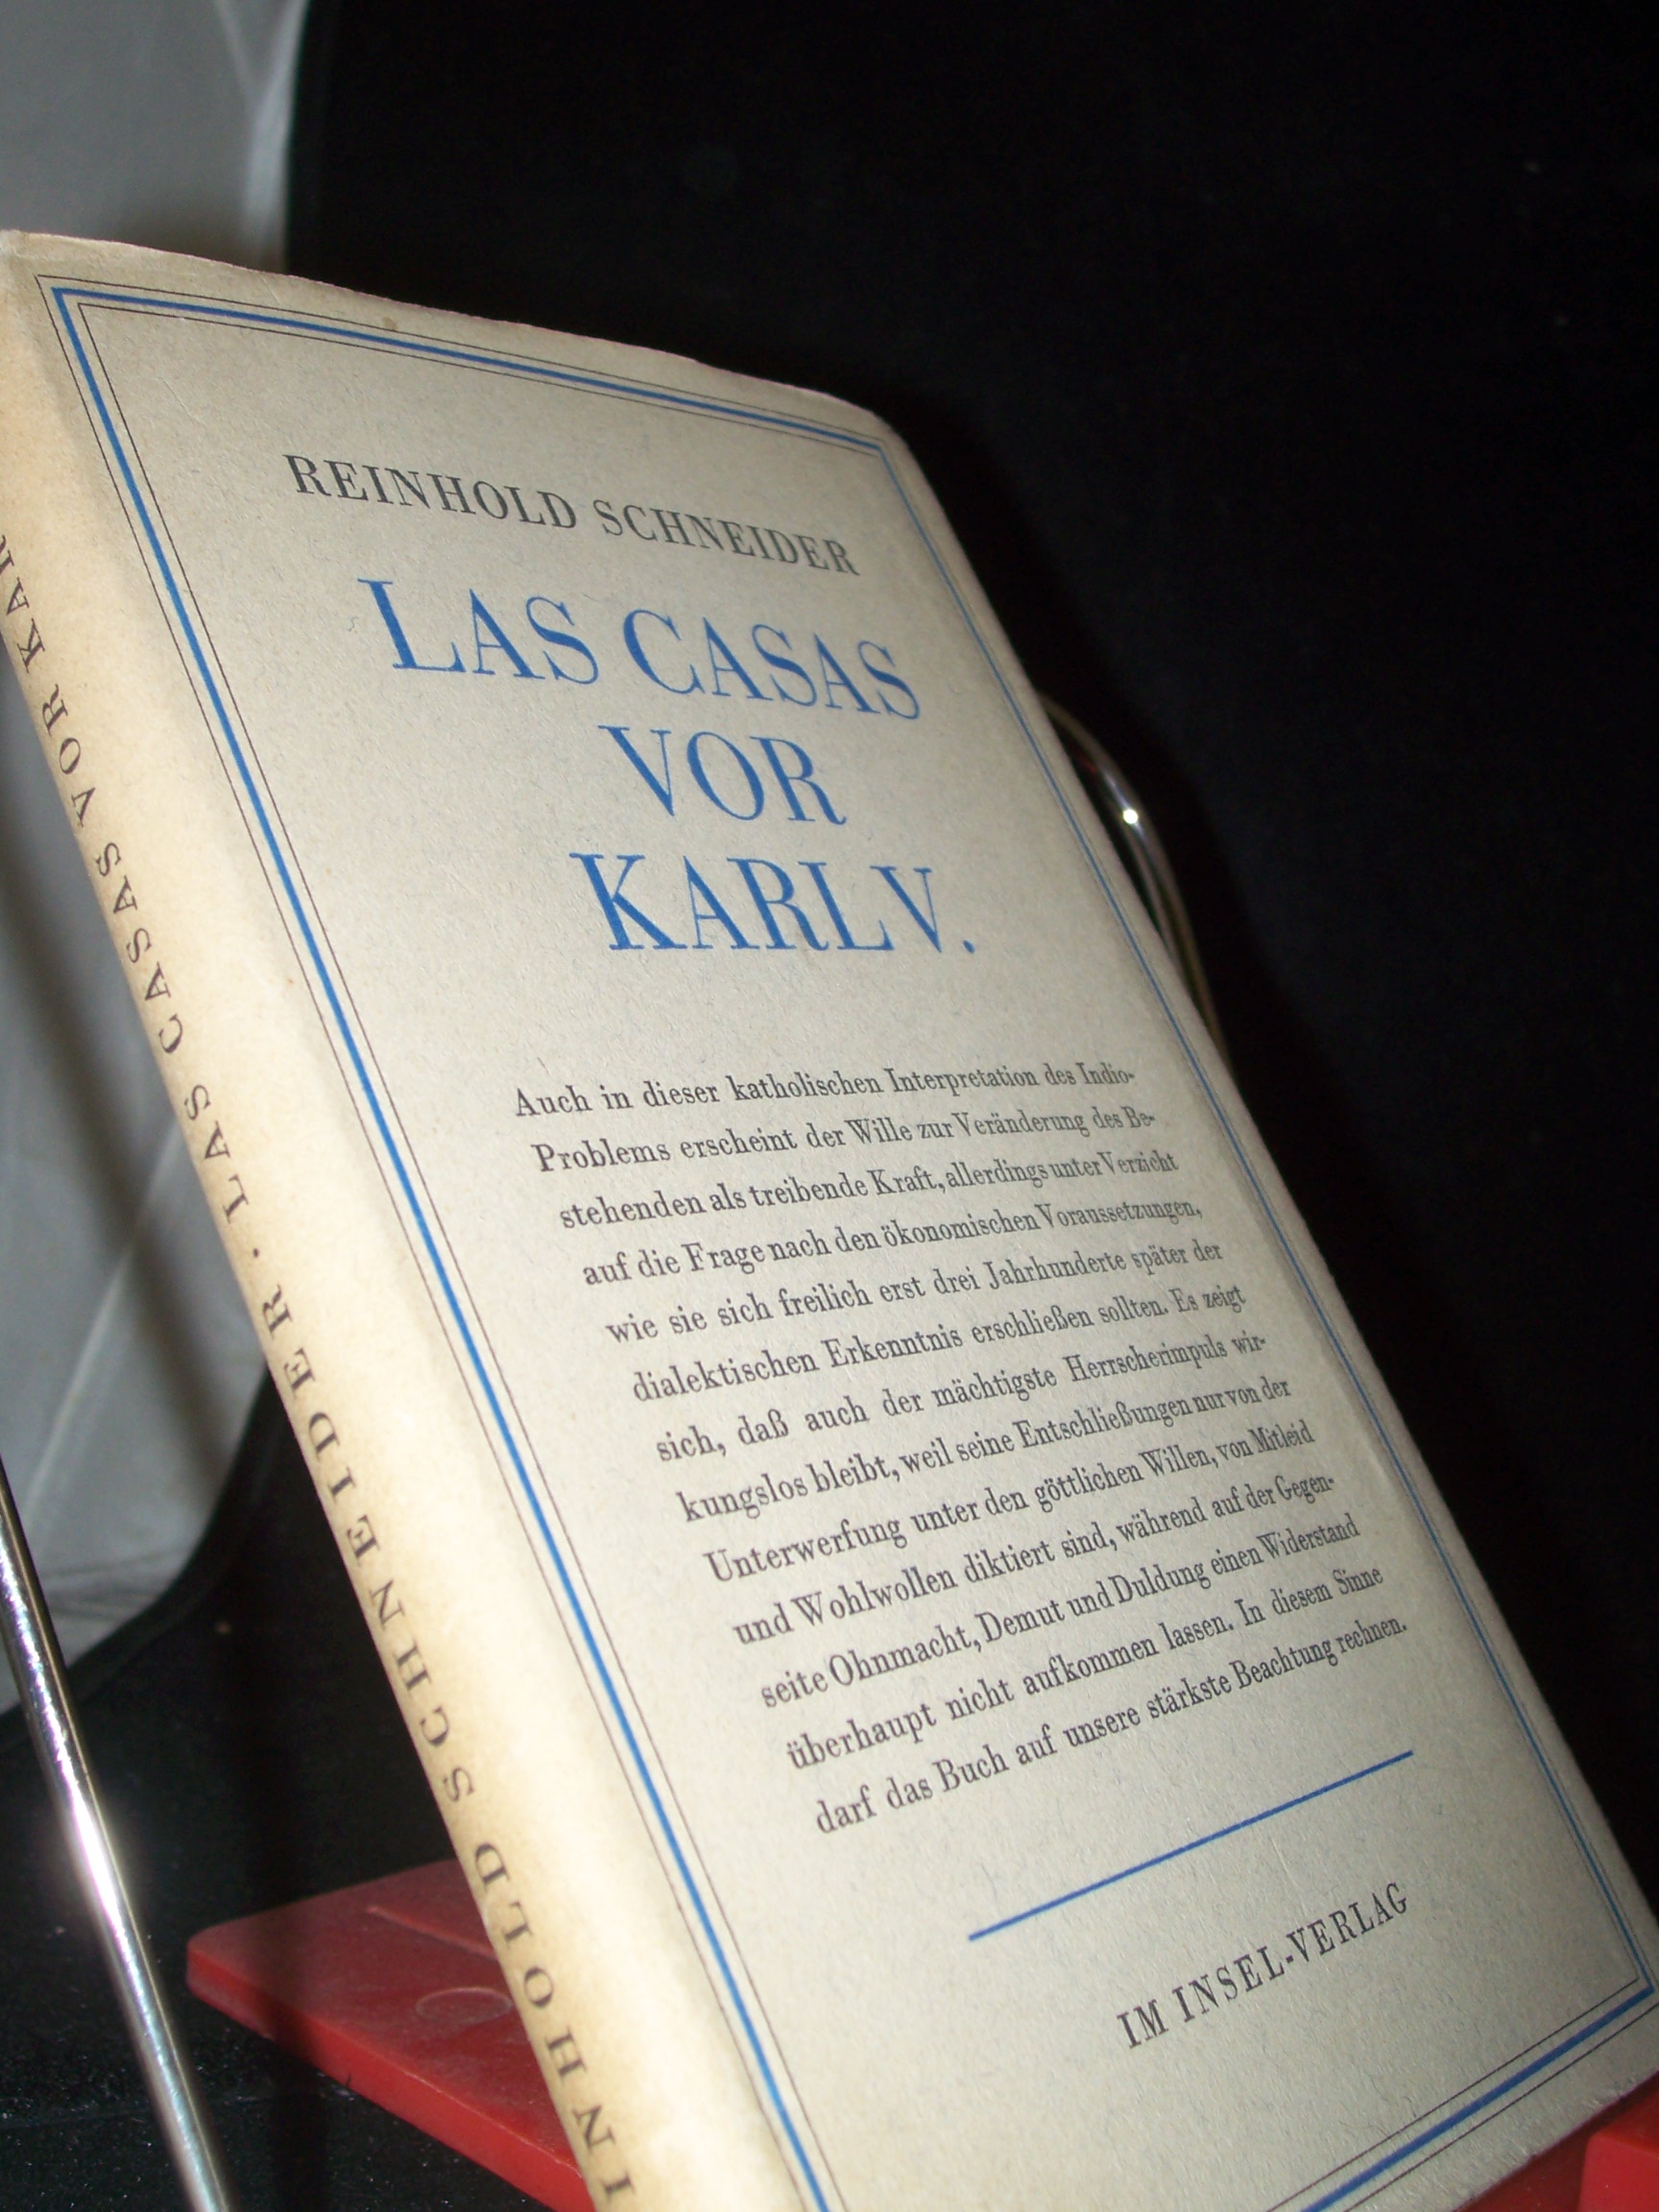 REINHOLD SCHNEIDER
LAS CASAS
VOR
KARL V.
Auch in dieser katholischen Interpretation des Indio-
Problems erscheint der Wille zur Veränderung des Be-
stehenden als treibende Kraft, allerdings unter Verzicht
auf die Frage nach den ökonomischen Voraussetzungen,
wie sie sich freilich erst drei Jahrhunderte später der
dialektischen Erkenntnis erschließen sollten. Es zeigt
sich, daß auch der mächtigste Herrscherimpuls wir-
kungslos bleibt, weil seine Entschließungen nur von der
Unterwerfung unter den göttlichen Willen, von Mitleid
und Wohlwollen diktiert sind, während auf der Gegen-
seite Ohnmacht, Demut und Duldung einen Widerstand
überhaupt nicht aufkommen lassen. In diesem Sinne
darf das Buch auf unsere stärkste Beachtung rechnen.
IM INSEL-VERLAG
INHOLD SCHNEIDER · LAS CASAS VOR KAR